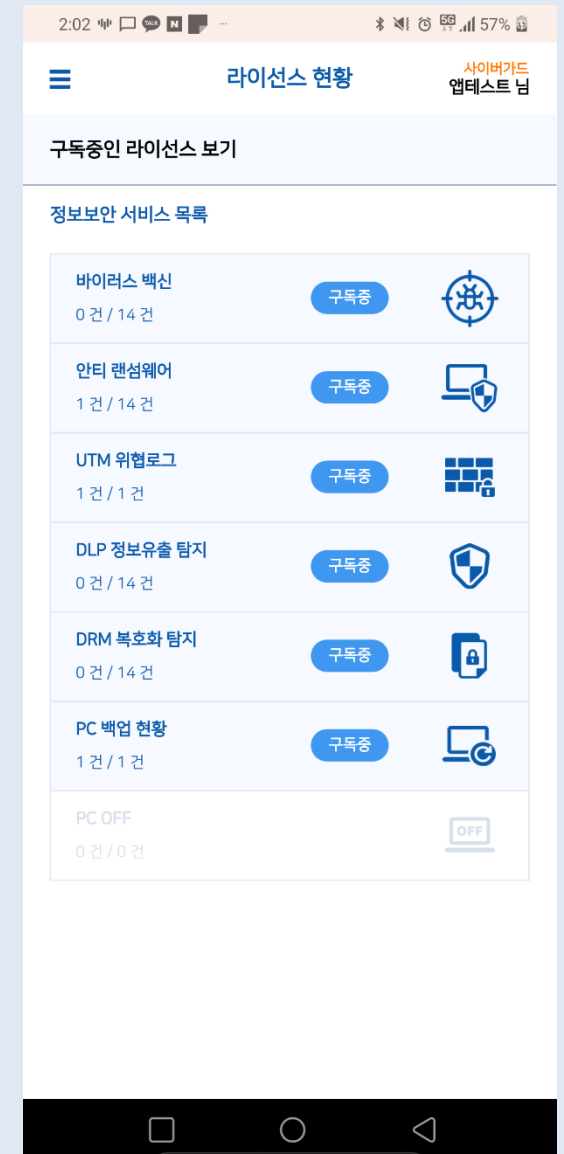 2:02
TALK
N
5G
57%
사이버가드
라이선스 현황
앱테스트 님
구독중인 라이선스 보기
정보보안 서비스 목록
바이러스 백신
구독중
0 건 / 14 건
안티 랜섬웨어
구독중
1 건 / 14 건
UTM 위협로그
구독중
1 건 / 1 건
DLP 정보유출 탐지
구독중
0 건 / 14 건
DRM 복호화 탐지
구독중
0 건 / 14 건
PC 백업 현황
구독중
1 건 / 1 건
PC OFF
OFF
0 건 / 0 건